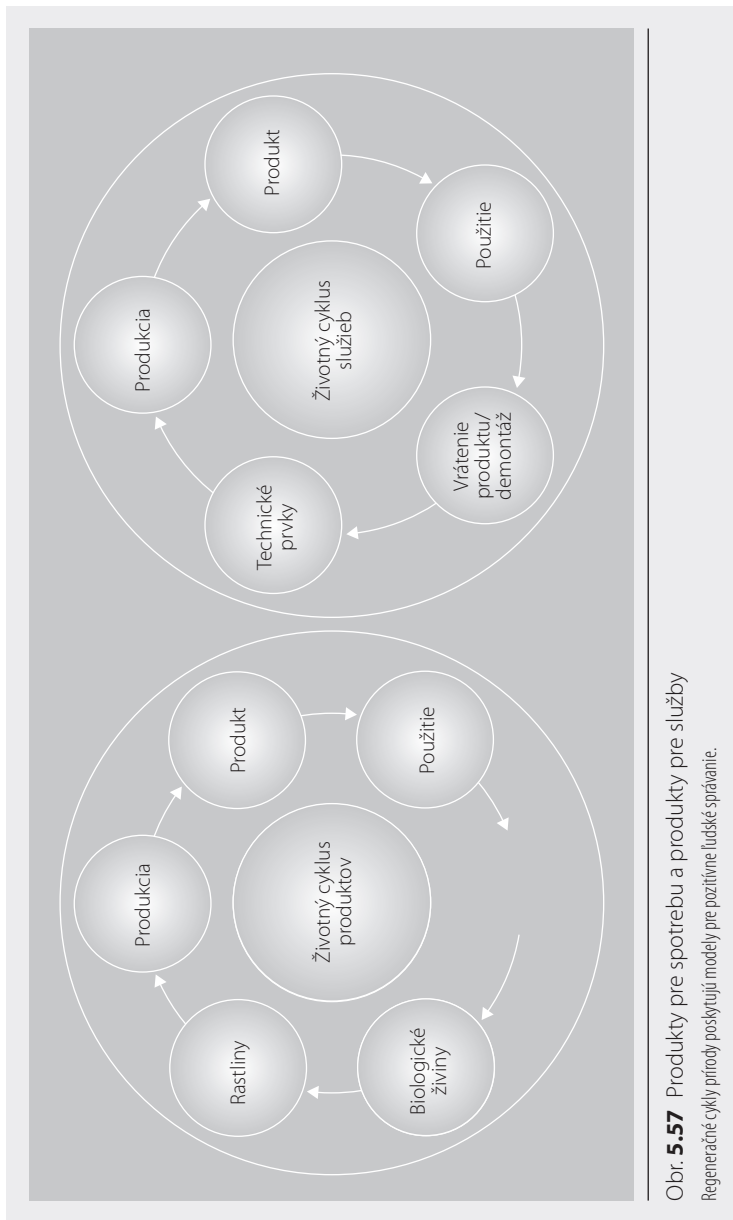 Produkcia
Produkt
Použitie
Biologické
živiny
Rastliny
Životný cyklus
produktov
Produkcia
Produkt
Použitie
Vrátenie
produktu/
demontáž
Technické
prvky
Životný cyklus
služieb
Obr. 5.57 Produkty pre spotrebu a produkty pre služby
Regeneračné cykly prírody poskytujú modely pre pozitívne ľudské správanie.